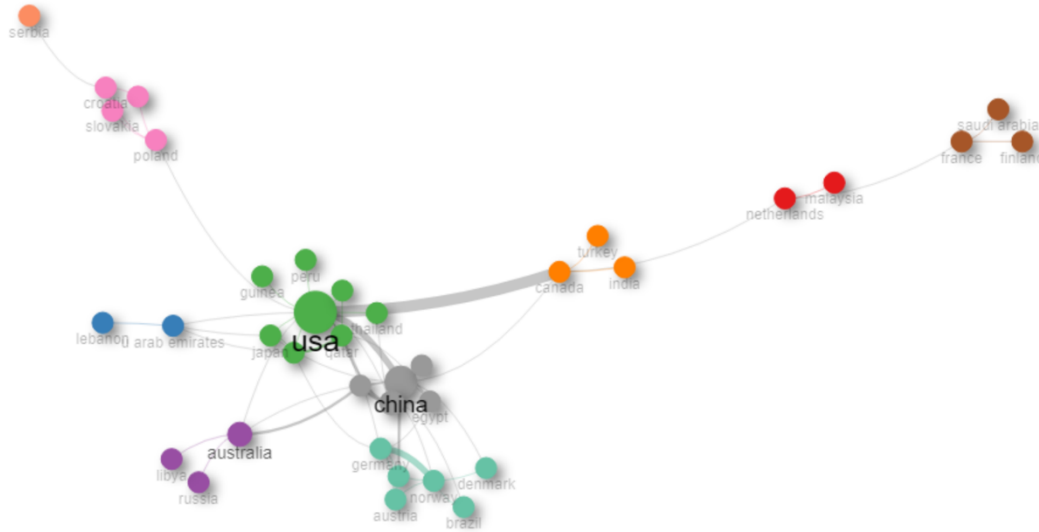 serbia
croatia
slovakia
poland
saudi arabia
france
finland
malaysia
netherlands
turkey
canada
india
peru
guinea
thailand
usa
japan
qatar
lebanon
u arab emirates
china
egypt
australia
germany
libya
russia
denmark
norway
austria
brazil